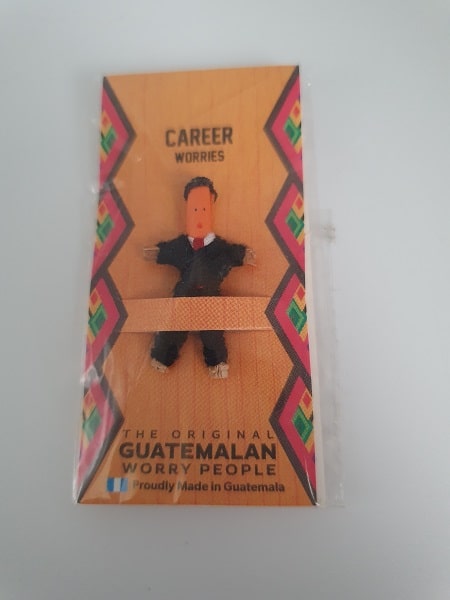 CAREER
WORRIES
THE ORIGINAL
GUATEMALAN
WORRY PEOPLE
Proudly Made in Guatemala